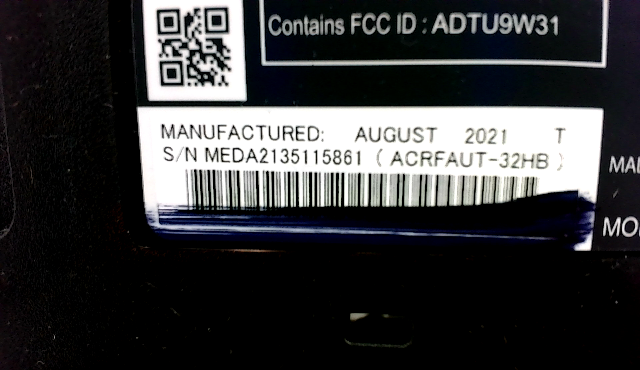 Contains FCC ID : ADTU9W31
MANUFACTURED: AUGUST 2021 T
S/N MEDA2135115861 ( ACRFAUT-32HB )